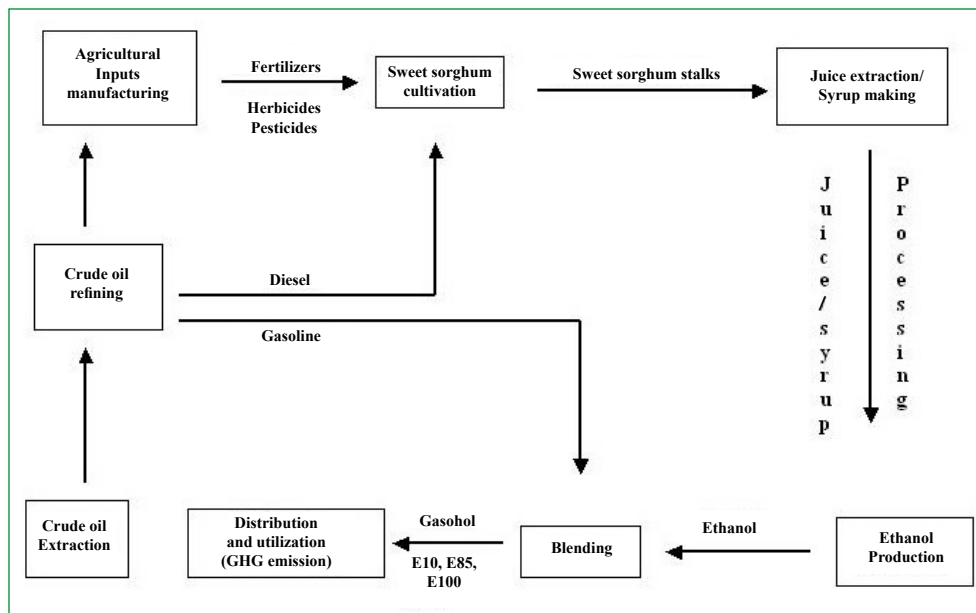 Agricultural
Inputs
manufacturing
Fertilizers
Herbicides
Pesticides
Sweet sorghum
cultivation
Sweet sorghum stalks
Juice extraction/
Syrup making
Juice/syrup
Processing
Crude oil
refining
Diesel
Gasoline
Crude oil
Extraction
Distribution
and utilization
(GHG emission)
Gasohol
E10, E85,
E100
Blending
Ethanol
Ethanol
Production